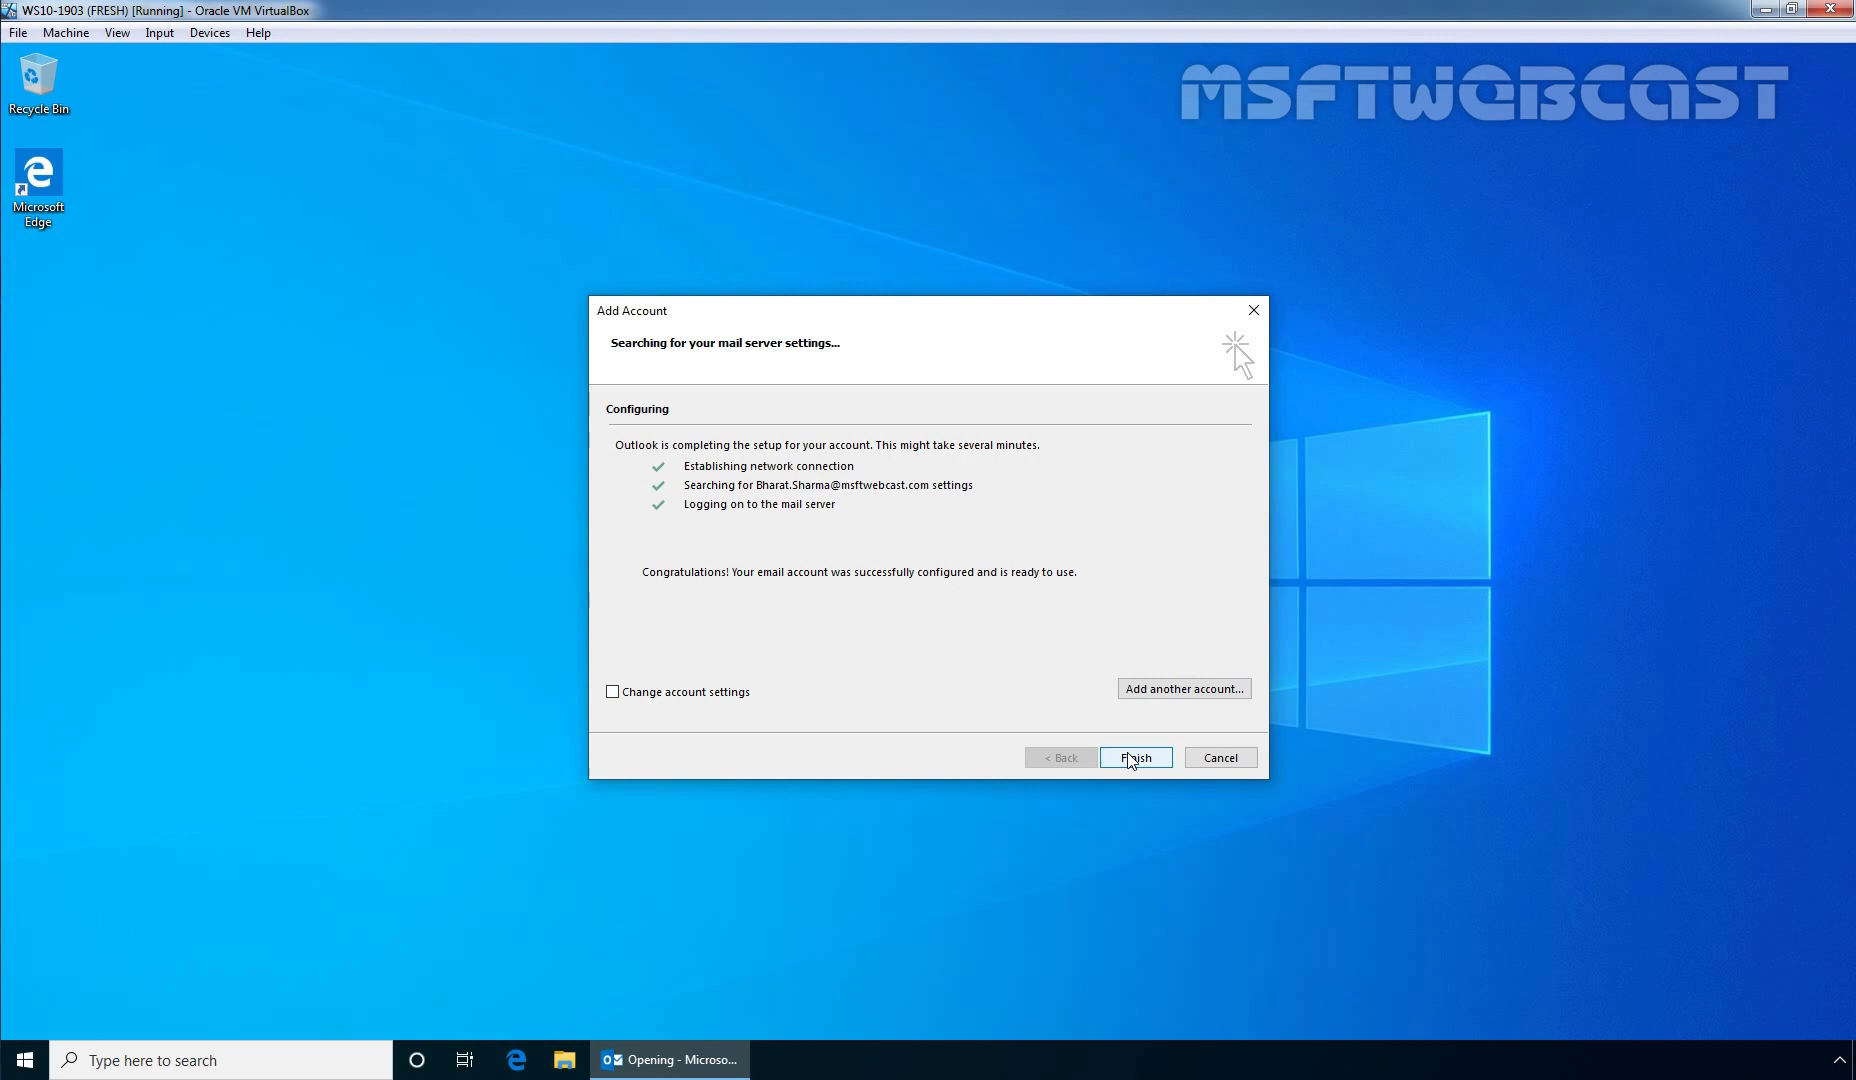 WS10-1903 (FRESH) [Running] - Oracle VM VirtualBox
File Machine View Input Devices Help
MSFTWEBCAST
Recycle Bin
Microsoft
Edge
Add Account
Searching for your mail server settings...
Configuring
Outlook is completing the setup for your account. This might take several minutes.
Establishing network connection
Searching for Bharat.Sharma@msftwebcast.com settings
Logging on to the mail server
Congratulations! Your email account was successfully configured and is ready to use.
Change account settings
Add another account...
< Back Finish Cancel
Type here to search
Opening - Microso...